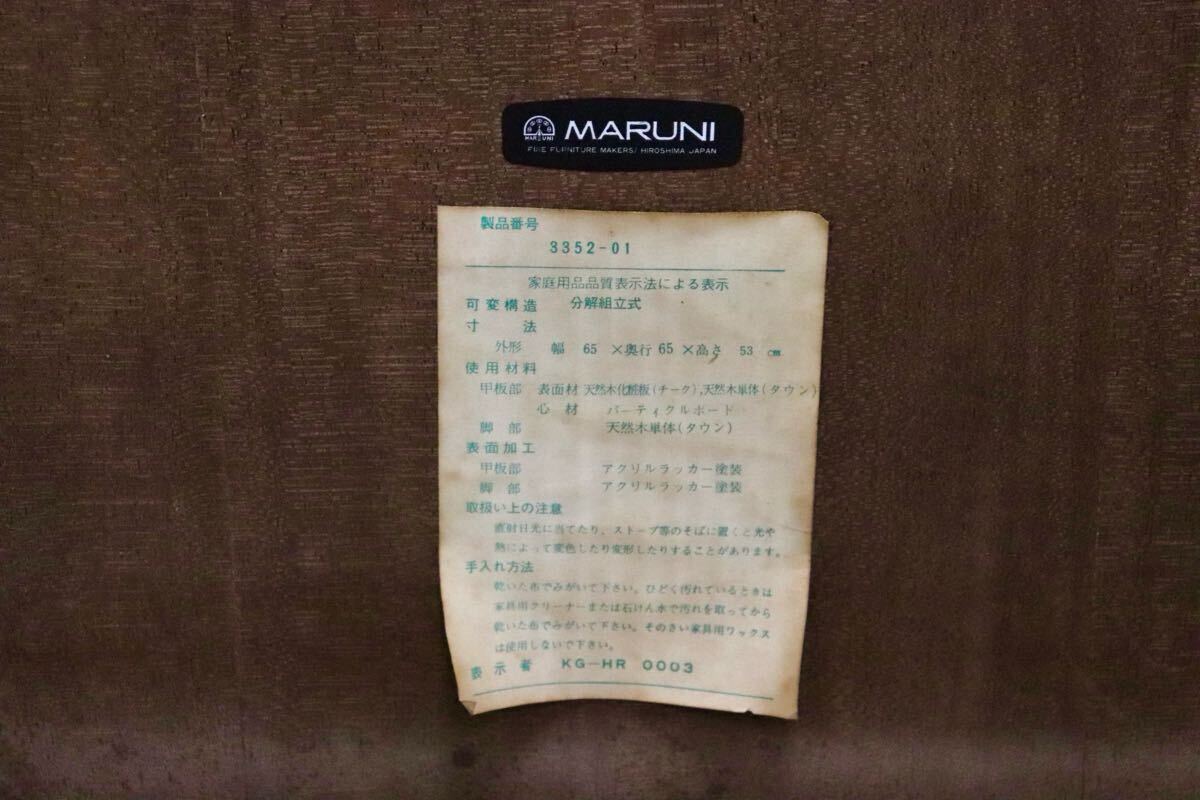 MARUNI
MARUNI
FINE FURNITURE MAKERS/ HIROSHIMA JAPAN
製品番号
3352-01
家庭用品品質表示法による表示
可変構造 分解組立式
寸 法
外形 幅 65 ×奥行 65 ×高さ 53 cm
使用材料
甲板部 表面材 天然木化粧板(チーク),天然木単体(タウン)
心 材 パーティクルボード
脚 部 天然木単体(タウン)
表面加工
甲板部 アクリルラッカー塗装
脚 部 アクリルラッカー塗装
取扱い上の注意
直射日光に当てたり、ストーブ等のそばに置くと光や
熱によって変色したり変形したりすることがあります。
手入れ方法
乾いた布でみがいて下さい。ひどく汚れているときは
家具用クリーナーまたは石けん水で汚れを取ってから
乾いた布でみがいて下さい。そのさい家具用ワックス
は使用しないで下さい。
表 示 者 KG-HR 0003